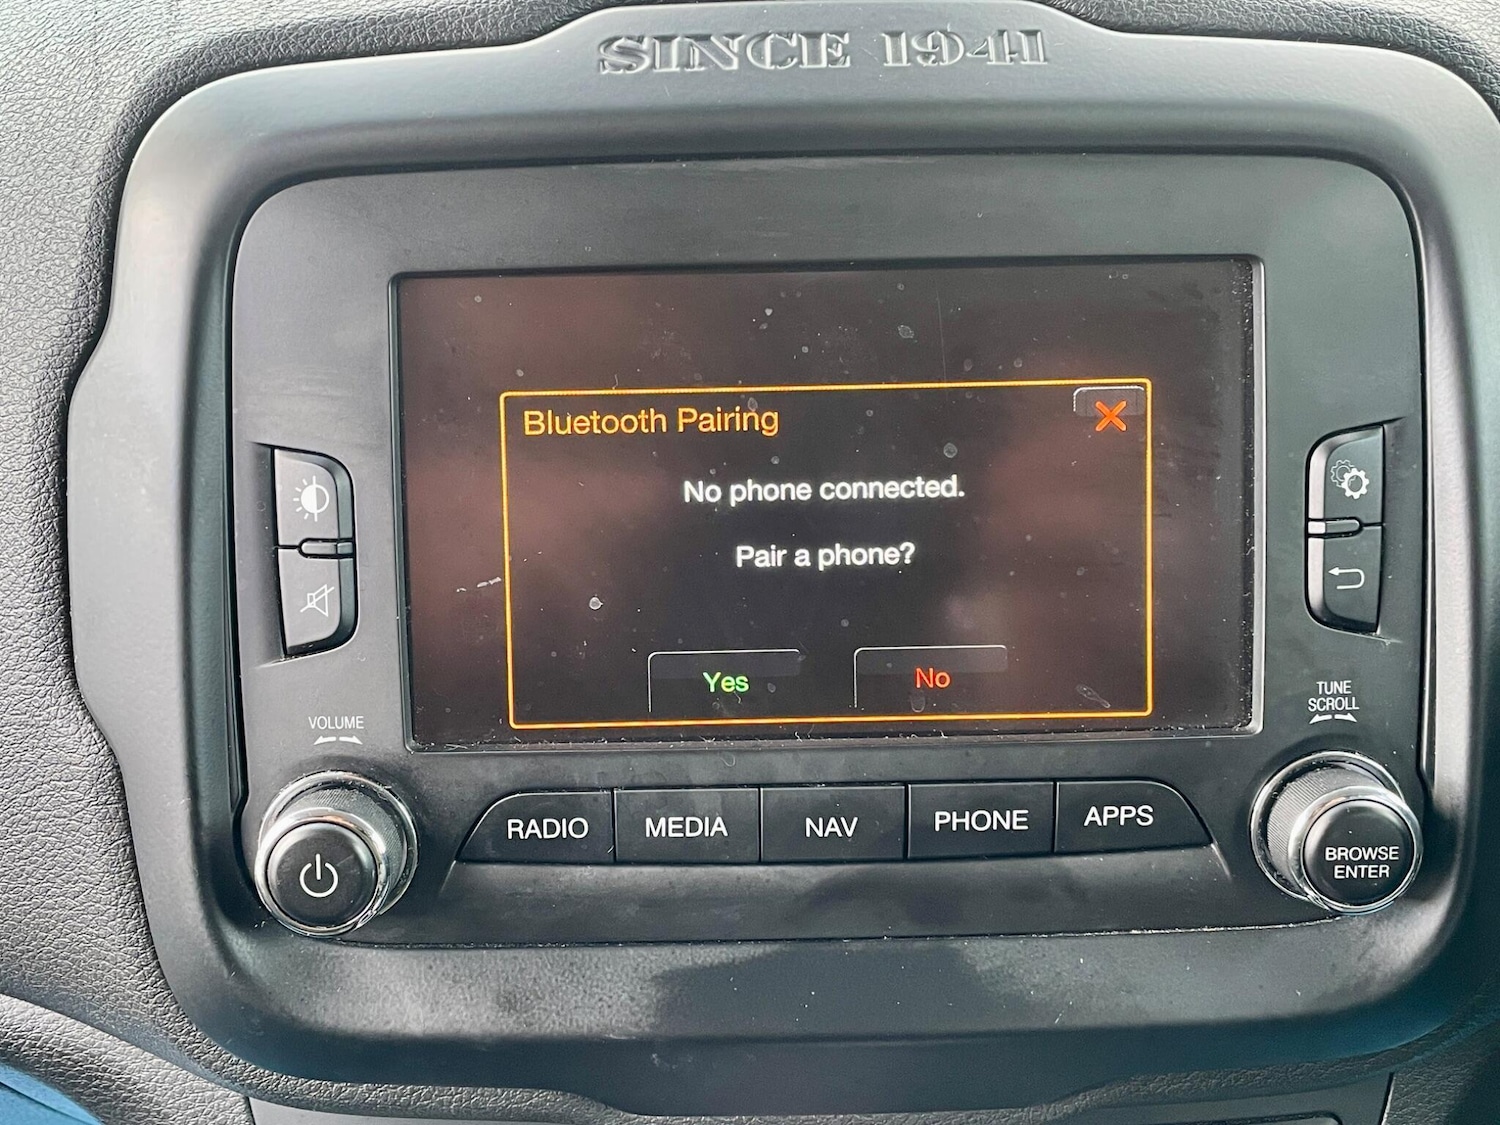 SINCE 1941
Bluetooth Pairing
No phone connected.
Pair a phone?
Yes
No
VOLUME
TUNE
SCROLL
RADIO
MEDIA
NAV
PHONE
APPS
BROWSE
ENTER